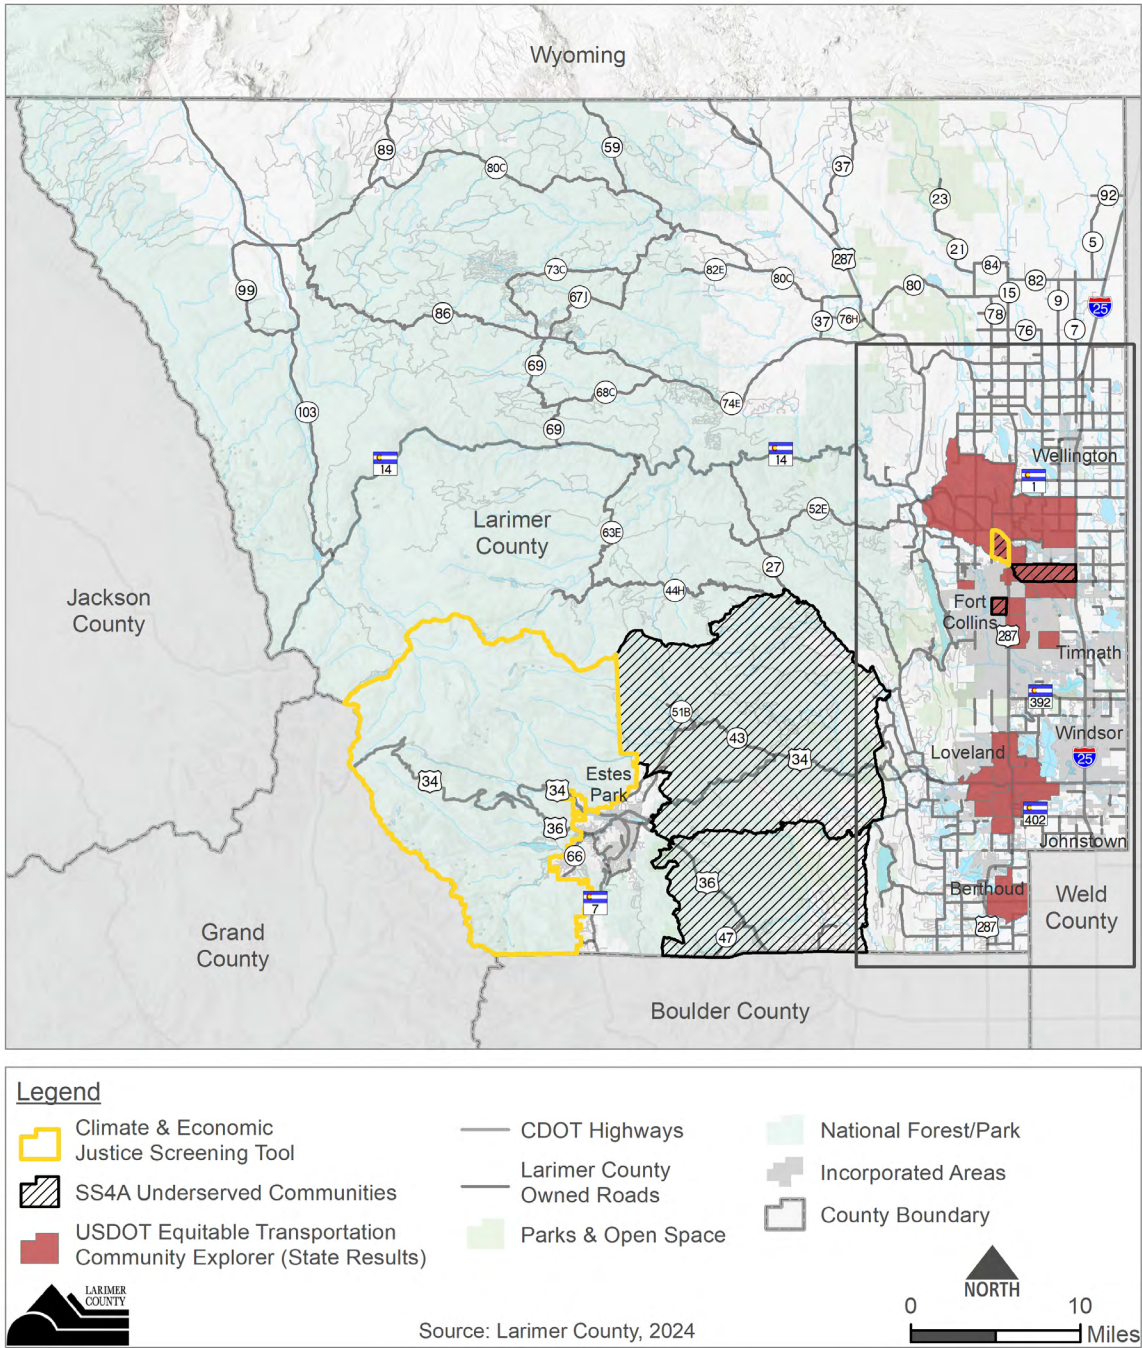 Wyoming
89
80C
59
37
23
92
21
5
287
84
73C
82E
80C
82
99
67J
80
15
9
25
86
37
76H
78
76
7
69
68C
74E
103
69
14
14
Wellington
1
52E
Larimer
County
63E
27
44H
Jackson
County
Fort
Collins
287
Timnath
392
51B
43
34
Windsor
Loveland
25
34
34
Estes
Park
36
402
Johnstown
66
36
Berthoud
7
287
47
Weld
County
Grand
County
Boulder County
Legend
Climate & Economic
Justice Screening Tool
SS4A Underserved Communities
USDOT Equitable Transportation
Community Explorer (State Results)
CDOT Highways
Larimer County
Owned Roads
Parks & Open Space
National Forest/Park
Incorporated Areas
County Boundary
LARIMER
COUNTY
NORTH
0 10
Miles
Source: Larimer County, 2024